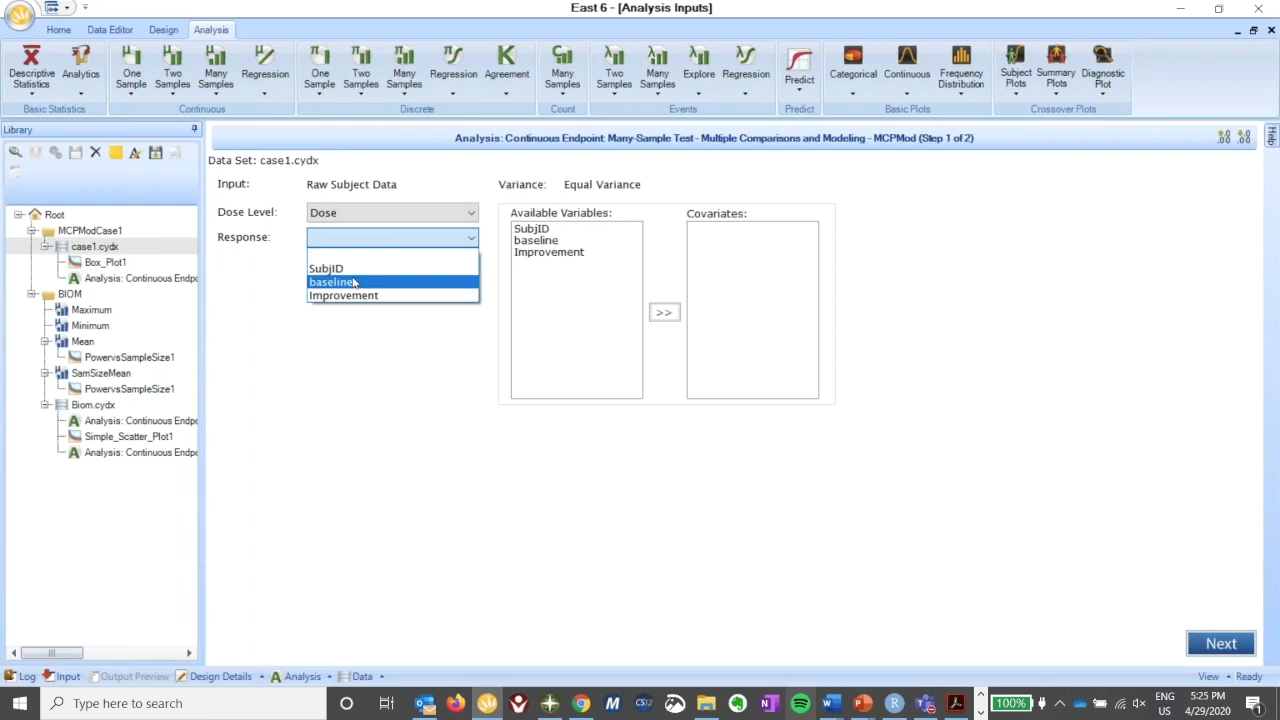 East 6 - [Analysis Inputs]
Home Data Editor Design Analysis
Descriptive Statistics Analytics One Sample Two Samples Many Samples Regression One Sample Two Samples Many Samples Regression Agreement Many Samples Two Samples Many Samples Explore Regression Predict Categorical Continuous Frequency Distribution Subject Plots Summary Plots Diagnostic Plot
Basic Statistics Continuous Discrete Count Events Predict Basic Plots Crossover Plots
Library
Analysis: Continuous Endpoint: Many-Sample Test - Multiple Comparisons and Modeling - MCPMod (Step 1 of 2)
Help
Data Set: case1.cydx
Input: Raw Subject Data Variance: Equal Variance
Dose Level: Dose
Response:
SubjID
baseline
Improvement
Available Variables:
SubjID
baseline
Improvement
Covariates:
>>
Root
MCPModCase1
case1.cydx
Box_Plot1
Analysis: Continuous Endp
BIOM
Maximum
Minimum
Mean
PowervsSampleSize1
SamSizeMean
PowervsSampleSize1
Biom.cydx
Analysis: Continuous Endpo
Simple_Scatter_Plot1
Analysis: Continuous Endpo
Next
Log Input Output Preview Design Details Analysis Data View Ready
Type here to search
100%
ENG
US
5:25 PM
4/29/2020